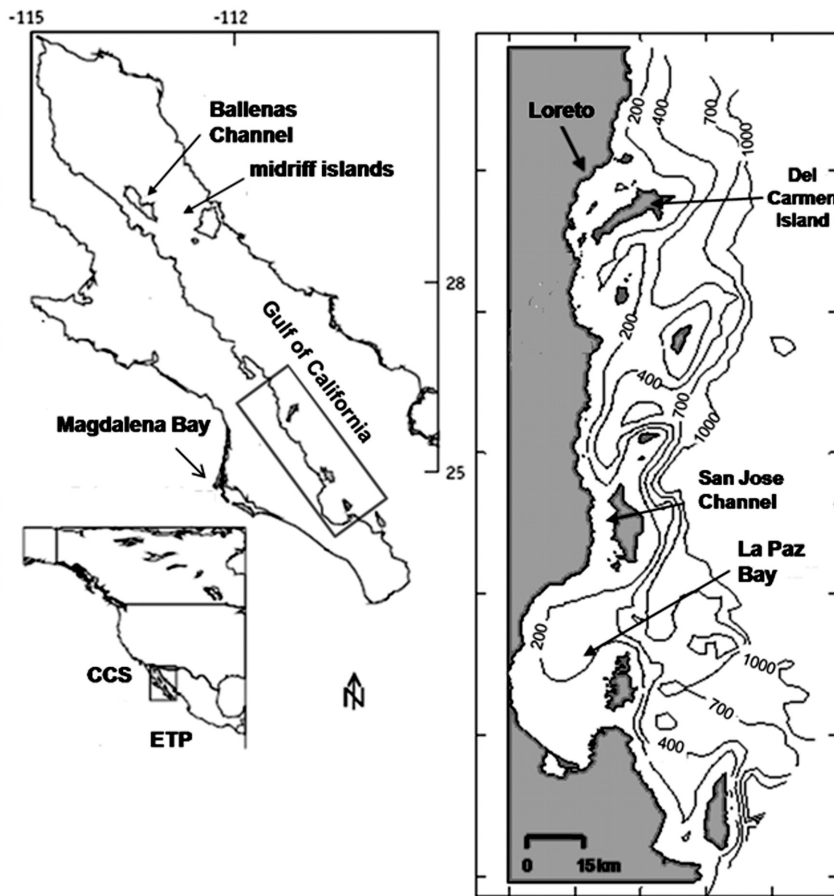 -115
-112
Ballenas
Channel
midriff islands
28
Gulf of California
Magdalena Bay
25
CCS
ETP
N
200
400
700
1000
Loreto
Del
Carmen
Island
200
400
700
1000
San Jose
Channel
La Paz
Bay
200
1000
700
400
0 15km